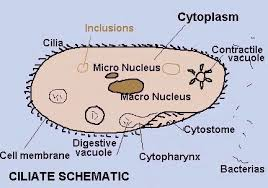 Inclusions
Cytoplasm
Cilia
Contractile
vacuole
Micro Nucleus
Macro Nucleus
Cytostome
Digestive
vacuole
Cell membrane
Cytopharynx
Bacterias
CILIATE SCHEMATIC